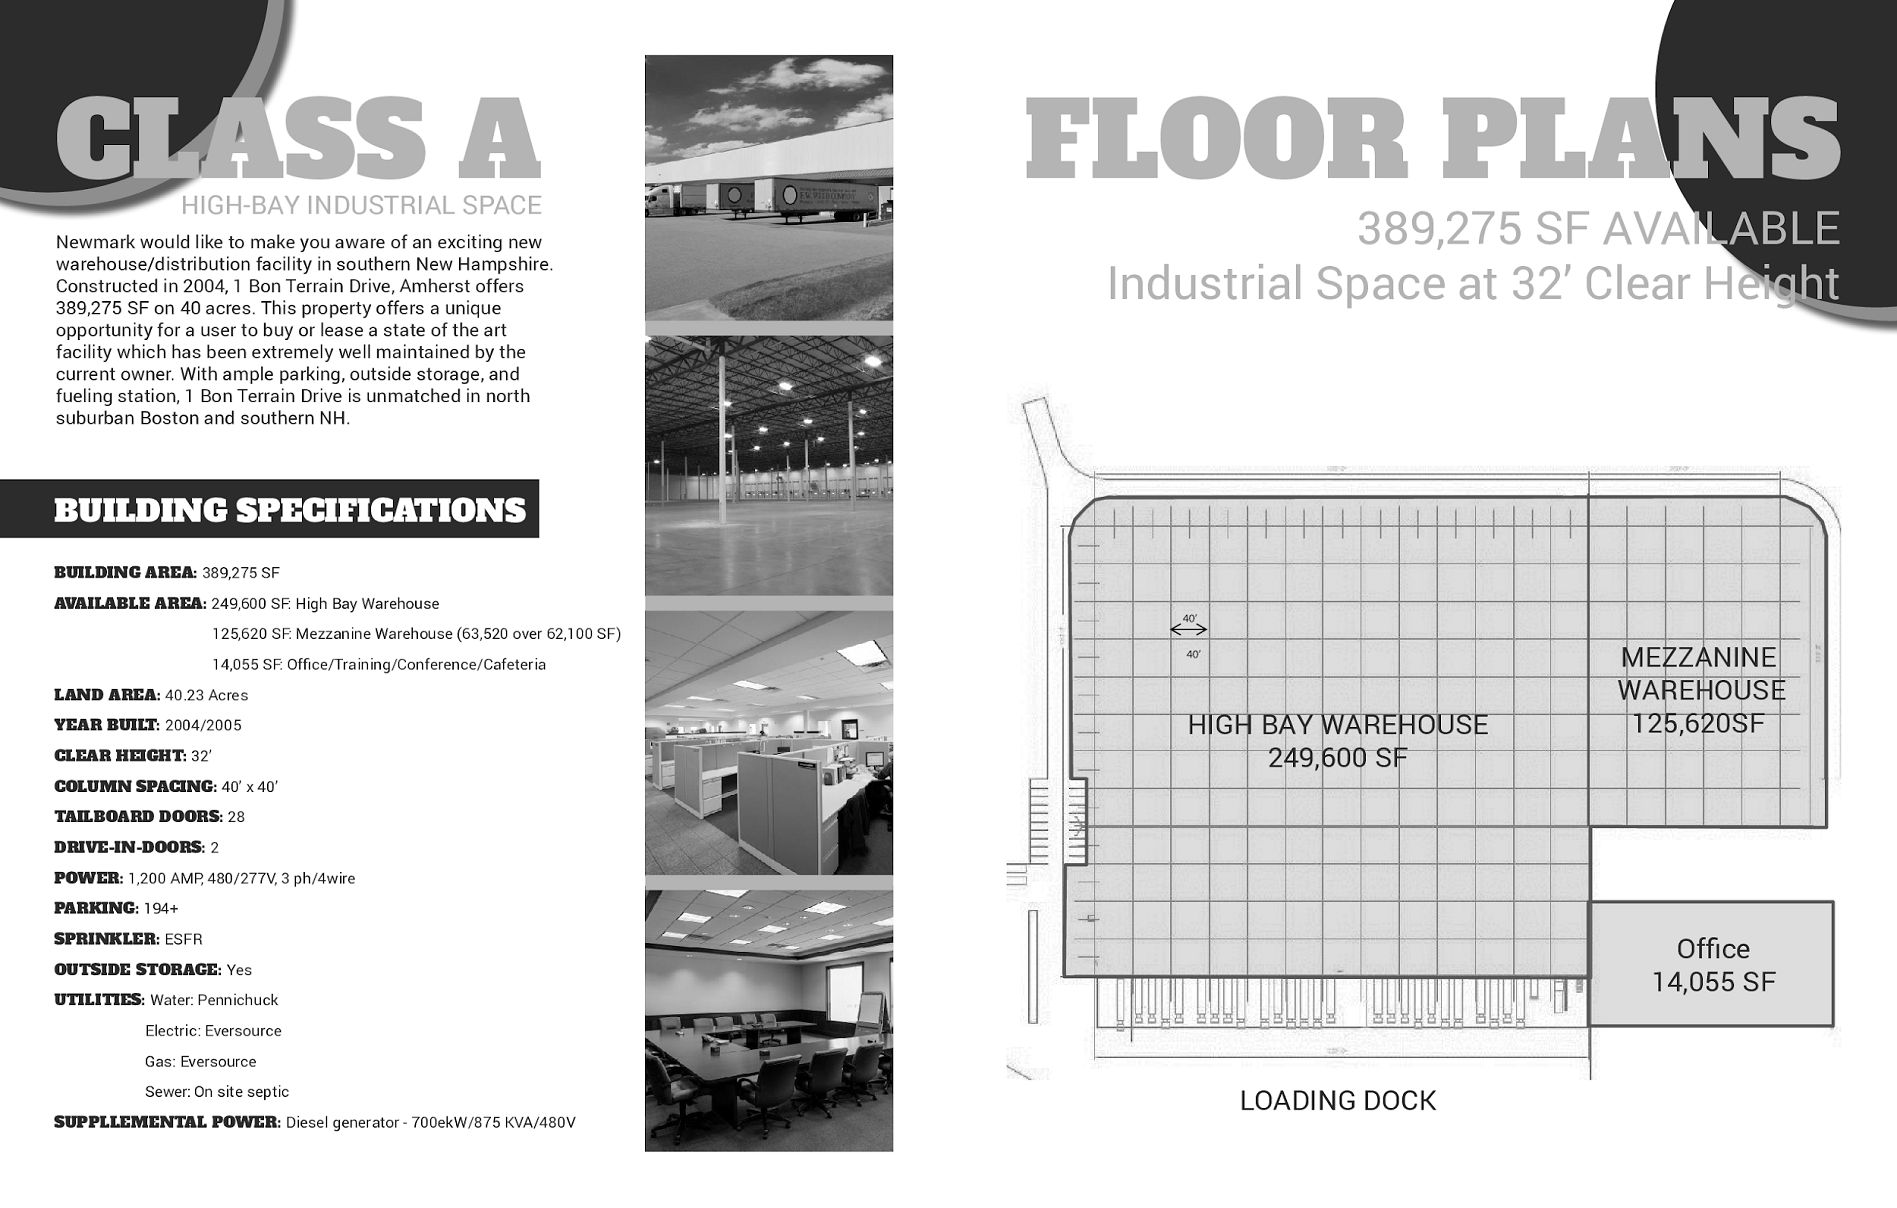 CLASS A
HIGH-BAY INDUSTRIAL SPACE
Newmark would like to make you aware of an exciting new
warehouse/distribution facility in southern New Hampshire.
Constructed in 2004, 1 Bon Terrain Drive, Amherst offers
389,275 SF on 40 acres. This property offers a unique
opportunity for a user to buy or lease a state of the art
facility which has been extremely well maintained by the
current owner. With ample parking, outside storage, and
fueling station, 1 Bon Terrain Drive is unmatched in north
suburban Boston and southern NH.
BUILDING SPECIFICATIONS
BUILDING AREA: 389,275 SF
AVAILABLE AREA: 249,600 SF: High Bay Warehouse
125,620 SF: Mezzanine Warehouse (63,520 over 62,100 SF)
14,055 SF: Office/Training/Conference/Cafeteria
LAND AREA: 40.23 Acres
YEAR BUILT: 2004/2005
CLEAR HEIGHT: 32’
COLUMN SPACING: 40’ x 40’
TAILBOARD DOORS: 28
DRIVE-IN-DOORS: 2
POWER: 1,200 AMP, 480/277V, 3 ph/4wire
PARKING: 194+
SPRINKLER: ESFR
OUTSIDE STORAGE: Yes
UTILITIES: Water: Pennichuck
Electric: Eversource
Gas: Eversource
Sewer: On site septic
SUPPLLEMENTAL POWER: Diesel generator - 700ekW/875 KVA/480V
FLOOR PLANS
389,275 SF AVAILABLE
Industrial Space at 32’ Clear Height
40’
40’
HIGH BAY WAREHOUSE
249,600 SF
MEZZANINE
WAREHOUSE
125,620SF
Office
14,055 SF
LOADING DOCK